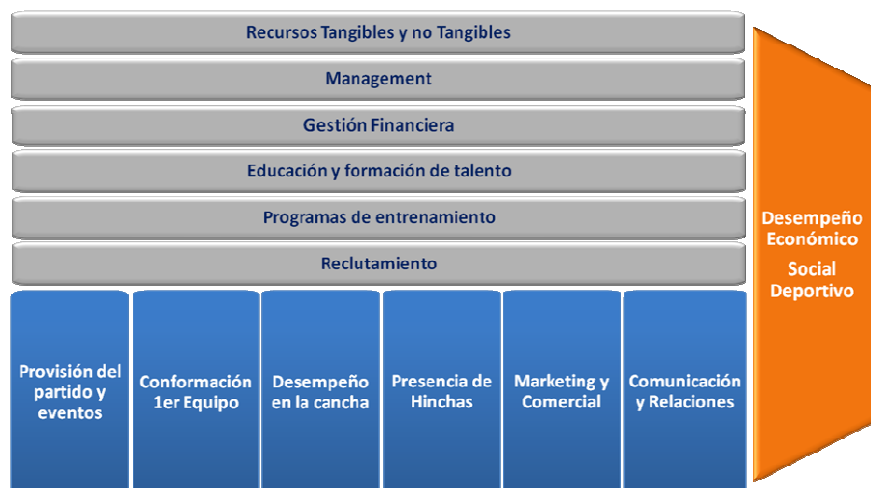 Recursos Tangibles y no Tangibles
Management
Gestión Financiera
Educación y formación de talento
Programas de entrenamiento
Reclutamiento
Provisión del
partido y
eventos
Conformación
1er Equipo
Desempeño
en la cancha
Presencia de
Hinchas
Marketing y
Comercial
Comunicación
y Relaciones
Desempeño
Económico
Social
Deportivo